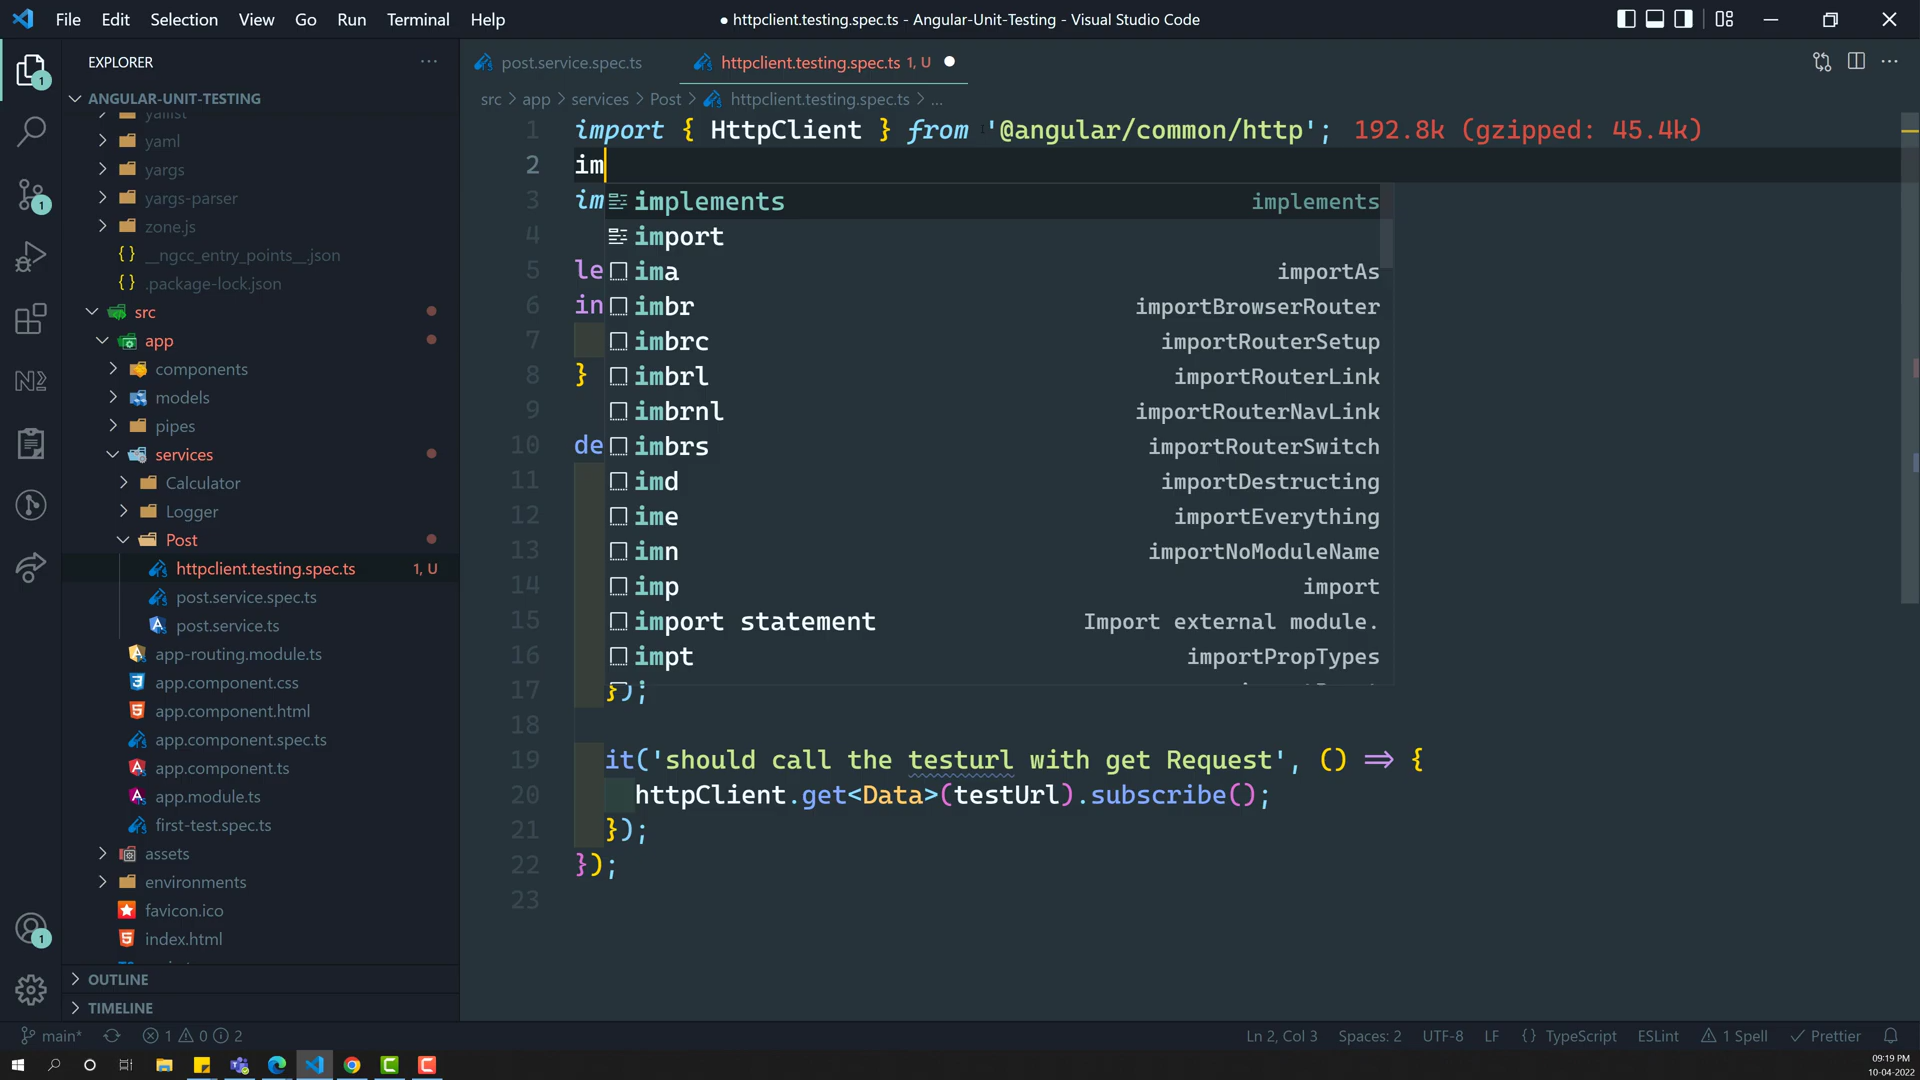 File Edit Selection View Go Run Terminal Help
● httpclient.testing.spec.ts - Angular-Unit-Testing - Visual Studio Code
EXPLORER
ANGULAR-UNIT-TESTING
yallist
yaml
yargs
yargs-parser
zone.js
__ngcc_entry_points__.json
.package-lock.json
src
app
components
models
pipes
services
Calculator
Logger
Post
httpclient.testing.spec.ts 1, U
post.service.spec.ts
post.service.ts
app-routing.module.ts
app.component.css
app.component.html
app.component.spec.ts
app.component.ts
app.module.ts
first-test.spec.ts
assets
environments
favicon.ico
index.html
OUTLINE
TIMELINE
post.service.spec.ts
httpclient.testing.spec.ts 1, U ●
src > app > services > Post > httpclient.testing.spec.ts > ...
1 import { HttpClient } from '@angular/common/http'; 192.8k (gzipped: 45.4k)
2 im
3 im
4
5 le
6 in
7
8 }
9
10 de
11
12
13
14
15
16
17 });
18
19 it('should call the testurl with get Request', () => {
20 httpClient.get<Data>(testUrl).subscribe();
21 });
22 });
23
implements implements
import
ima importAs
imbr importBrowserRouter
imbrc importRouterSetup
imbrl importRouterLink
imbrnl importRouterNavLink
imbrs importRouterSwitch
imd importDestructing
ime importEverything
imn importNoModuleName
imp import
import statement Import external module.
impt importPropTypes
main* 1 0 2
Ln 2, Col 3 Spaces: 2 UTF-8 LF {} TypeScript ESLint 1 Spell Prettier
09:19 PM
10-04-2022